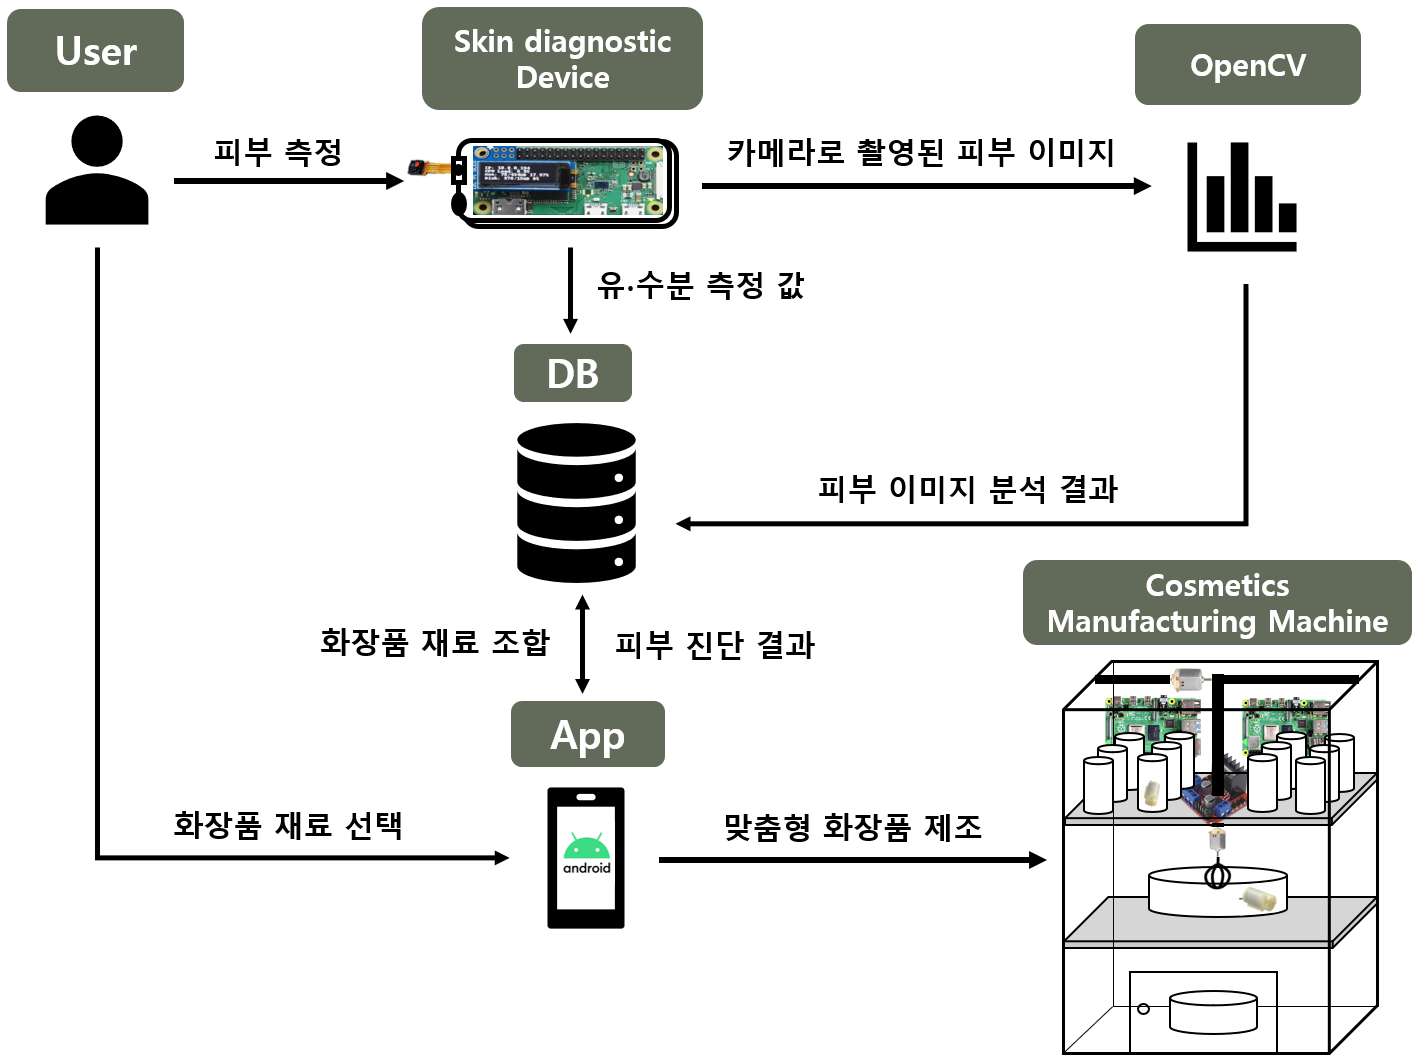 User
Skin diagnostic
Device
OpenCV
피부 측정
카메라로 촬영된 피부 이미지
유·수분 측정 값
DB
피부 이미지 분석 결과
Cosmetics
Manufacturing Machine
화장품 재료 조합
피부 진단 결과
App
화장품 재료 선택
android
맞춤형 화장품 제조